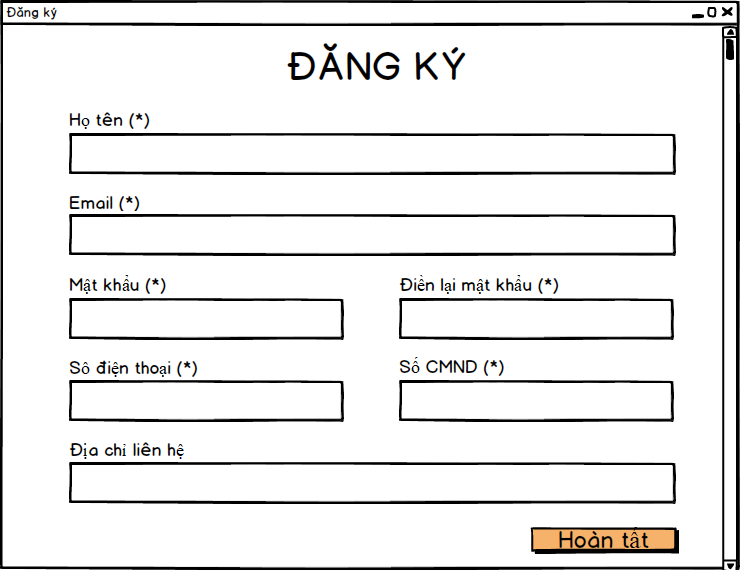 Đăng ký
ĐĂNG KÝ
Họ tên (*)
Email (*)
Mật khẩu (*) Điền lại mật khẩu (*)
Sô điện thoại (*) Số CMND (*)
Địa chỉ liên hệ
Hoàn tất